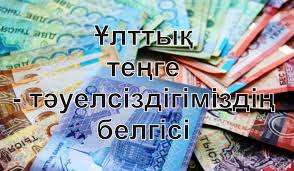 Ұлттық
теңге
- тәуелсіздігіміздің
белгісі